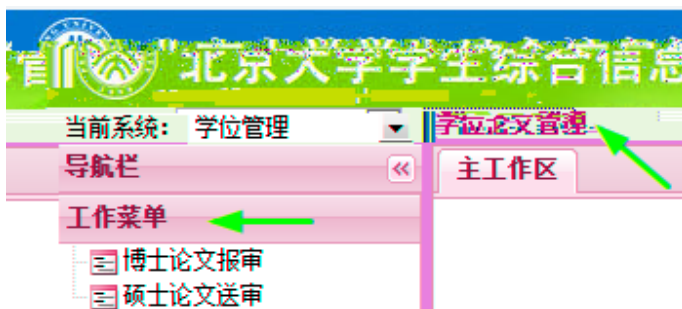 北京大学学生综合信息
当前系统: 学位管理
学位论文管理
导航栏
主工作区
工作菜单
博士论文报审
硕士论文送审